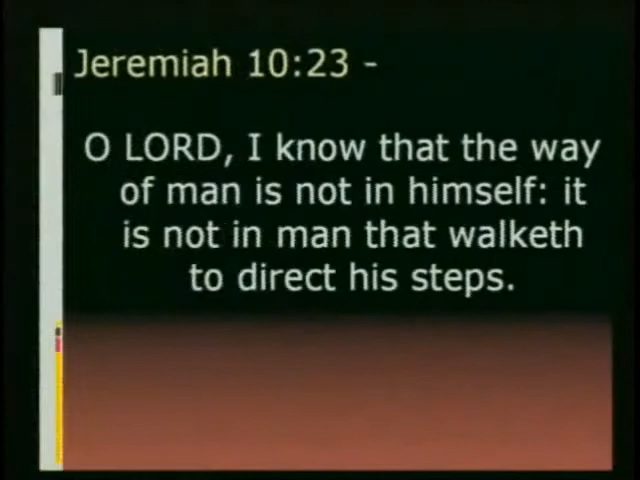 Jeremiah 10:23 -
O LORD, I know that the way
of man is not in himself: it
is not in man that walketh
to direct his steps.